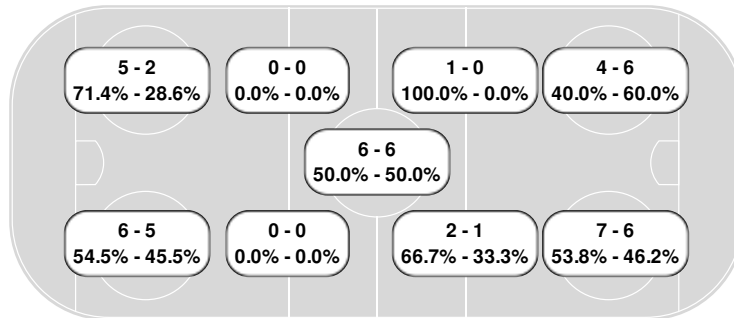 5 - 2
71.4% - 28.6%
0 - 0
0.0% - 0.0%
1 - 0
100.0% - 0.0%
4 - 6
40.0% - 60.0%
6 - 6
50.0% - 50.0%
6 - 5
54.5% - 45.5%
0 - 0
0.0% - 0.0%
2 - 1
66.7% - 33.3%
7 - 6
53.8% - 46.2%